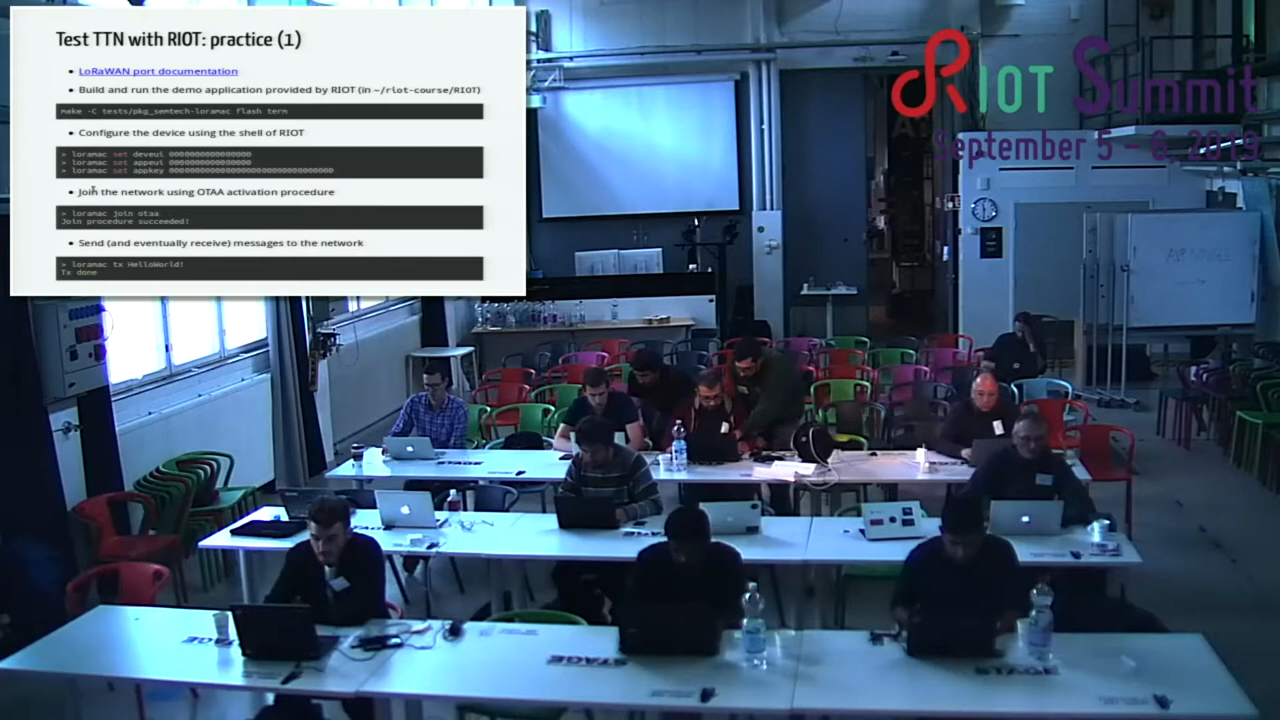 Test TTN with RIOT: practice (1)
• LoRaWAN port documentation
• Build and run the demo application provided by RIOT (in ~/riot-course/RIOT)
make -C tests/pkg_semtech-loramac flash term
• Configure the device using the shell of RIOT
> loramac set deveui 0000000000000000
> loramac set appeui 0000000000000000
> loramac set appkey 00000000000000000000000000000000
• Join the network using OTAA activation procedure
> loramac join otaa
Join procedure succeeded!
• Send (and eventually receive) messages to the network
> loramac tx HelloWorld!
Tx done
RIOT Summit
September 5 – 6, 2019
STAGE
STAGE
STAGE
STAGE